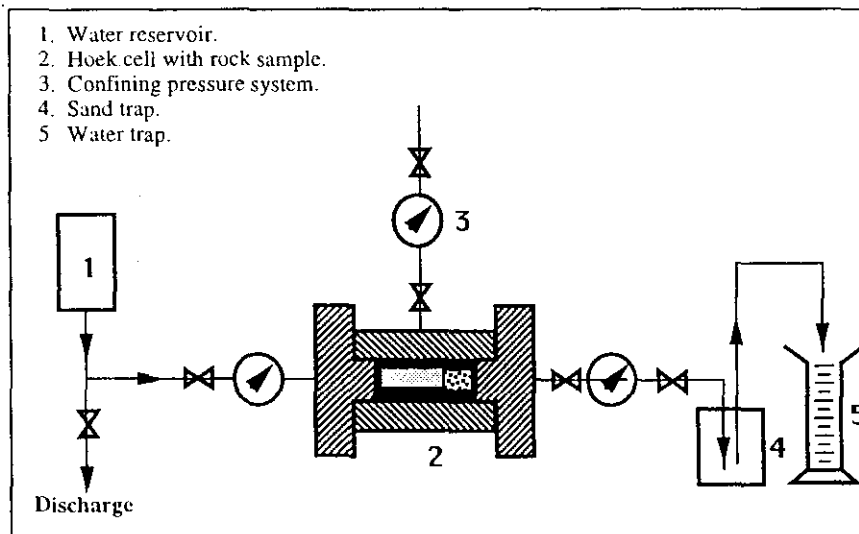 1. Water reservoir.
2. Hoek cell with rock sample.
3. Confining pressure system.
4. Sand trap.
5 Water trap.
3
1
2
4
5
Discharge